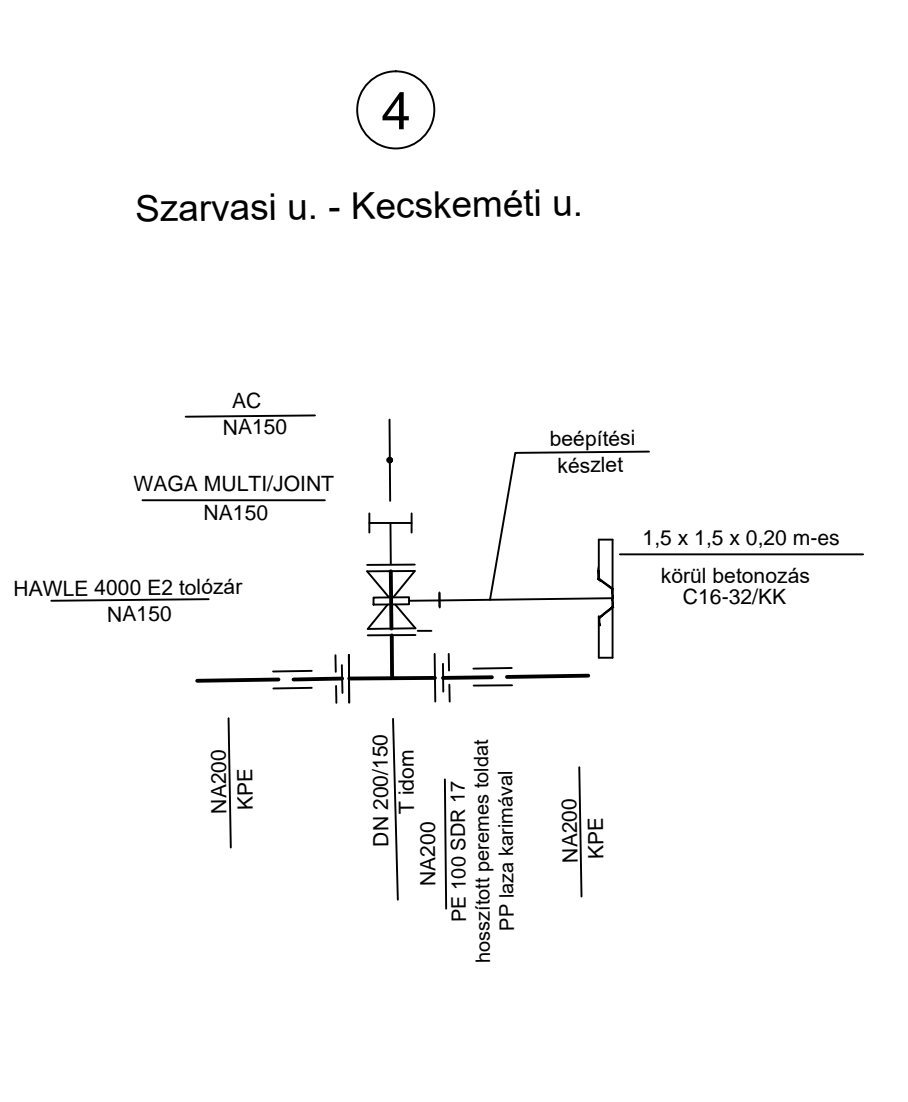 4
Szarvasi u. - Kecskeméti u.
AC
NA150
WAGA MULTI/JOINT
NA150
HAWLE 4000 E2 tolózár
NA150
beépítési
készlet
1,5 x 1,5 x 0,20 m-es
körül betonozás
C16-32/KK
NA200
KPE
DN 200/150
T idom
NA200
PE 100 SDR 17
hosszított peremes toldat
PP laza karimával
NA200
KPE